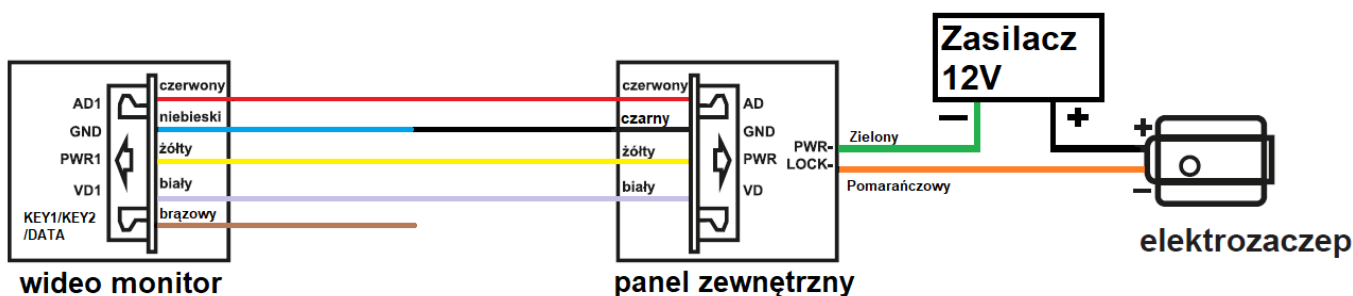 Zasilacz
12V
czerwony
czerwony
AD1
AD
niebieski
czarny
GND
GND
Zielony
żółty
żółty
PWR1
PWR
PWR-
LOCK-
Pomarańczowy
biały
biały
VD1
VD
brązowy
KEY1/KEY2
/DATA
− + + −
elektrozaczep
wideo monitor
panel zewnętrzny